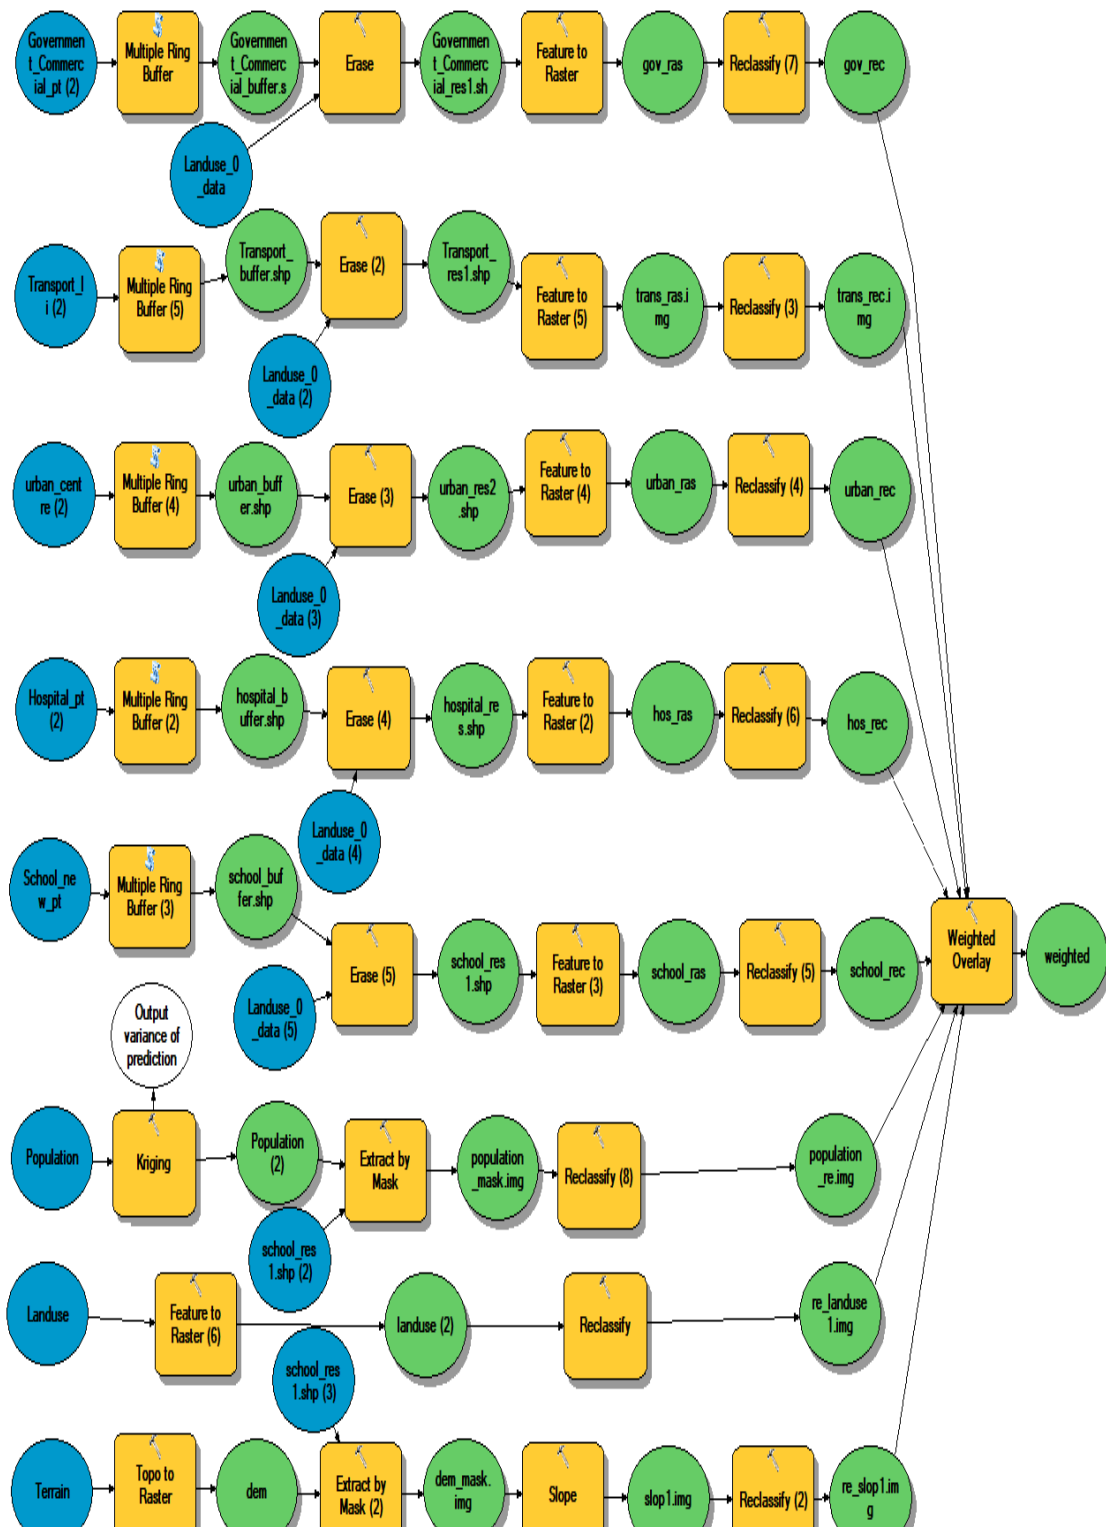 Governmen
t_Commerc
ial_pt (2)
Multiple Ring
Buffer
Governmen
t_Commerc
ial_buffer.s
Erase
Governmen
t_Commerc
ial_res1.sh
Feature to
Raster
gov_ras
Reclassify (7)
gov_rec
Landuse_0
_data
Transport_l
i (2)
Multiple Ring
Buffer (5)
Transport_
buffer.shp
Erase (2)
Transport_
res1.shp
Feature to
Raster (5)
trans_ras.i
mg
Reclassify (3)
trans_rec.i
mg
Landuse_0
_data (2)
urban_cent
re (2)
Multiple Ring
Buffer (4)
urban_buff
er.shp
Erase (3)
urban_res2
.shp
Feature to
Raster (4)
urban_ras
Reclassify (4)
urban_rec
Landuse_0
_data (3)
Hospital_pt
(2)
Multiple Ring
Buffer (2)
hospital_b
uffer.shp
Erase (4)
hospital_re
s.shp
Feature to
Raster (2)
hos_ras
Reclassify (6)
hos_rec
Landuse_0
_data (4)
School_ne
w_pt
Multiple Ring
Buffer (3)
school_buf
fer.shp
Erase (5)
school_res
1.shp
Feature to
Raster (3)
school_ras
Reclassify (5)
school_rec
Weighted
Overlay
weighted
Landuse_0
_data (5)
Output
variance of
prediction
Population
Kriging
Population
(2)
Extract by
Mask
population
_mask.img
Reclassify (8)
population
_re.img
school_res
1.shp (2)
Landuse
Feature to
Raster (6)
landuse (2)
Reclassify
re_landuse
1.img
school_res
1.shp (3)
Terrain
Topo to
Raster
dem
Extract by
Mask (2)
dem_mask.
img
Slope
slop1.img
Reclassify (2)
re_slop1.im
g